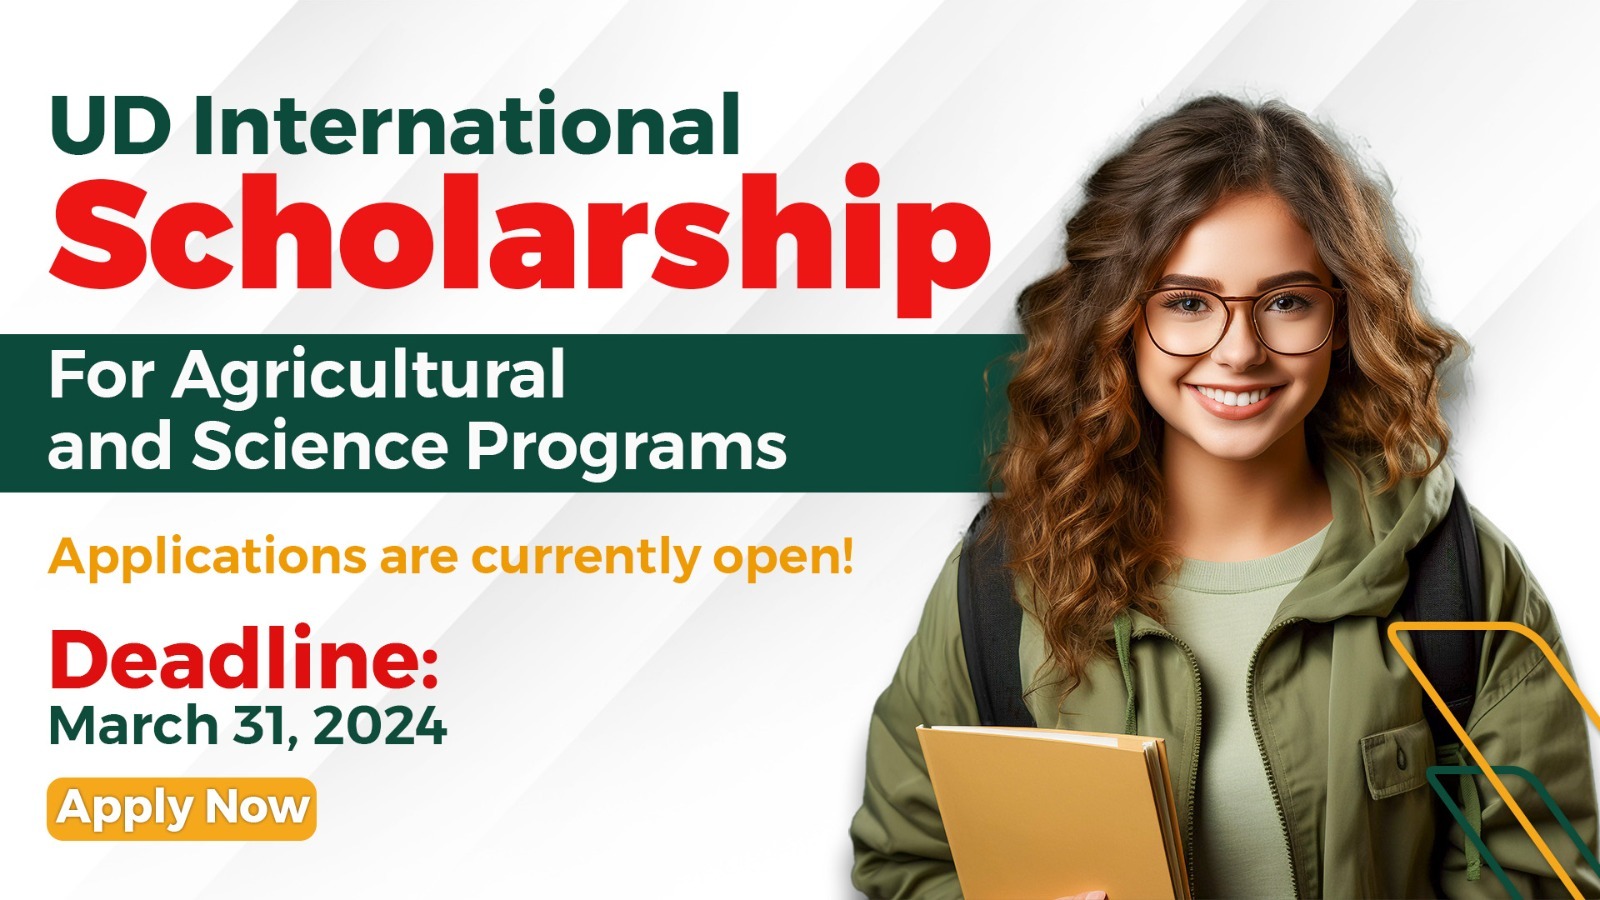 UD International
Scholarship
For Agricultural
and Science Programs
Applications are currently open!
Deadline:
March 31, 2024
Apply Now